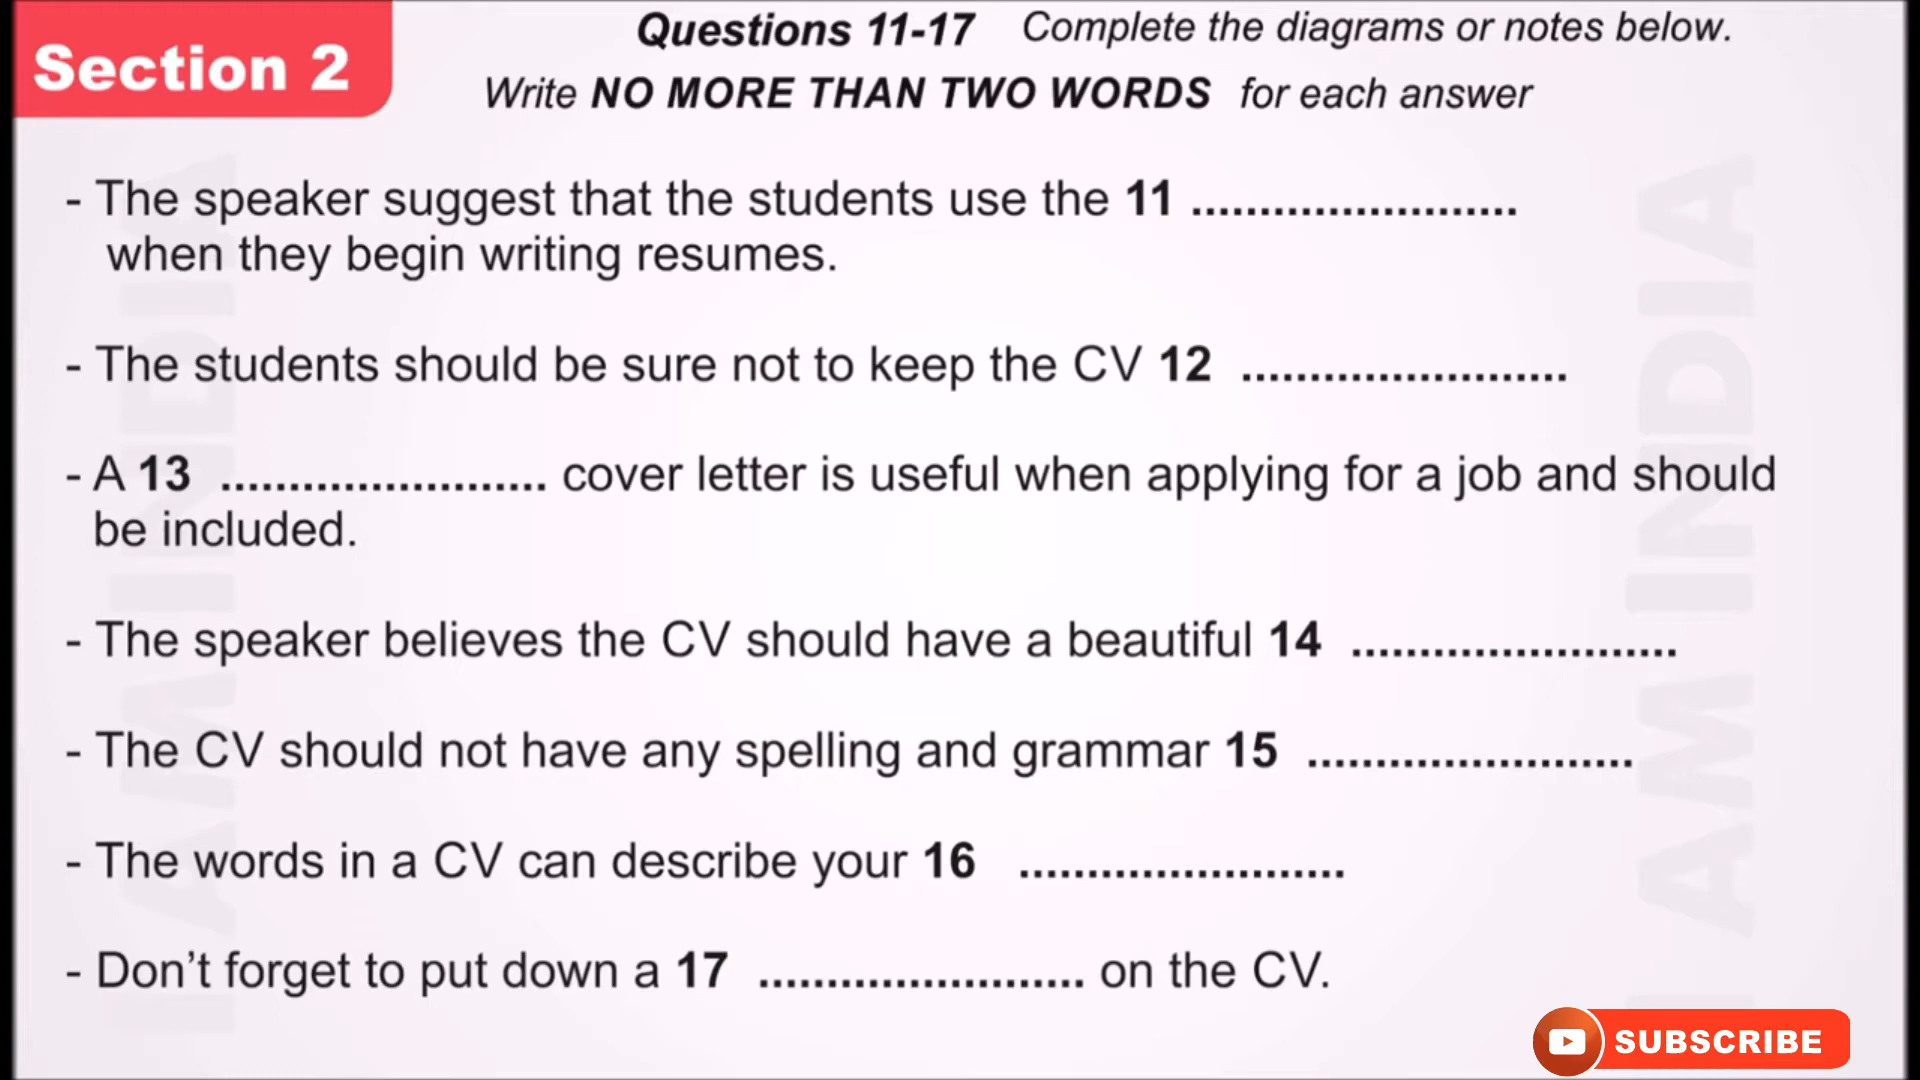 Section 2
Questions 11-17 Complete the diagrams or notes below.
Write NO MORE THAN TWO WORDS for each answer
- The speaker suggest that the students use the 11 ........................
when they begin writing resumes.
- The students should be sure not to keep the CV 12 ........................
- A 13 ........................ cover letter is useful when applying for a job and should
be included.
- The speaker believes the CV should have a beautiful 14 ........................
- The CV should not have any spelling and grammar 15 ........................
- The words in a CV can describe your 16 ........................
- Don't forget to put down a 17 ........................ on the CV.
I AM INDIA
I AM INDIA
SUBSCRIBE